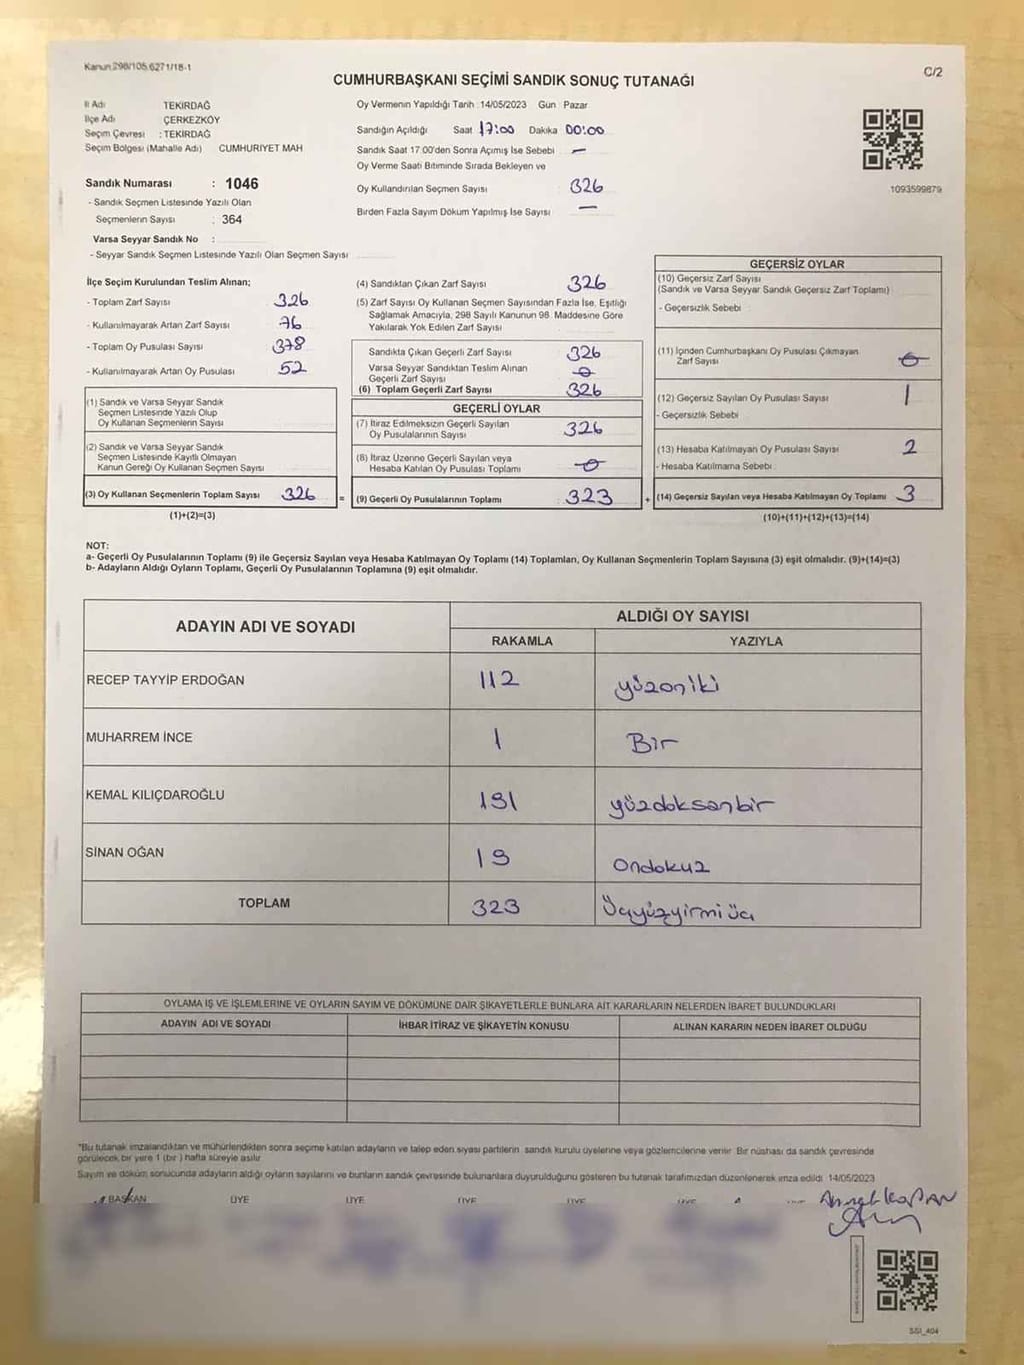 Kanun 298/105,6271/18-1
C/2
CUMHURBAŞKANI SEÇİMİ SANDIK SONUÇ TUTANAĞI
İl Adı TEKİRDAĞ
İlçe Adı ÇERKEZKÖY
Seçim Çevresi : TEKİRDAĞ
Seçim Bölgesi (Mahalle Adı) CUMHURİYET MAH
Sandık Numarası : 1046
- Sandık Seçmen Listesinde Yazılı Olan
Seçmenlerin Sayısı : 364
Varsa Seyyar Sandık No :
- Seyyar Sandık Seçmen Listesinde Yazılı Olan Seçmen Sayısı
Oy Vermenin Yapıldığı Tarih :14/05/2023 Gün Pazar
Sandığın Açıldığı Saat 17:00 Dakika 00:00
Sandık Saat 17.00'den Sonra Açımış İse Sebebi —
Oy Verme Saati Bitiminde Sırada Bekleyen ve
Oy Kullandırılan Seçmen Sayısı 326
Birden Fazla Sayım Döküm Yapılmış İse Sayısı —
1093599879
İlçe Seçim Kurulundan Teslim Alınan;
- Toplam Zarf Sayısı 326
- Kullanılmayarak Artan Zarf Sayısı 76
- Toplam Oy Pusulası Sayısı 378
- Kullanılmayarak Artan Oy Pusulası 52
(1) Sandık ve Varsa Seyyar Sandık
Seçmen Listesinde Yazılı Olup
Oy Kullanan Seçmenlerin Sayısı
(2) Sandık ve Varsa Seyyar Sandık
Seçmen Listesinde Kayıtlı Olmayan
Kanun Gereği Oy Kullanan Seçmen Sayısı
(3) Oy Kullanan Seçmenlerin Toplam Sayısı 326 =
(1)+(2)=(3)
(4) Sandıktan Çıkan Zarf Sayısı 326
(5) Zarf Sayısı Oy Kullanan Seçmen Sayısından Fazla İse, Eşitliği
Sağlamak Amacıyla, 298 Sayılı Kanunun 98. Maddesine Göre
Yakılarak Yok Edilen Zarf Sayısı
Sandıkta Çıkan Geçerli Zarf Sayısı 326
Varsa Seyyar Sandıktan Teslim Alınan
Geçerli Zarf Sayısı 0
(6) Toplam Geçerli Zarf Sayısı 326
GEÇERLİ OYLAR
(7) İtiraz Edilmeksizin Geçerli Sayılan
Oy Pusulalarının Sayısı 326
(8) İtiraz Üzerine Geçerli Sayılan veya
Hesaba Katılan Oy Pusulası Toplamı 0
(9) Geçerli Oy Pusulalarının Toplamı : 323 +
GEÇERSİZ OYLAR
(10) Geçersiz Zarf Sayısı
(Sandık ve Varsa Seyyar Sandık Geçersiz Zarf Toplamı)
- Geçersizlik Sebebi
(11) İçinden Cumhurbaşkanı Oy Pusulası Çıkmayan
Zarf Sayısı 0
(12) Geçersiz Sayılan Oy Pusulası Sayısı 1
- Geçersizlik Sebebi
(13) Hesaba Katılmayan Oy Pusulası Sayısı 2
- Hesaba Katılmama Sebebi
(14) Geçersiz Sayılan veya Hesaba Katılmayan Oy Toplamı 3
(10)+(11)+(12)+(13)=(14)
NOT:
a- Geçerli Oy Pusulalarının Toplamı (9) ile Geçersiz Sayılan veya Hesaba Katılmayan Oy Toplamı (14) Toplamları, Oy Kullanan Seçmenlerin Toplam Sayısına (3) eşit olmalıdır. (9)+(14)=(3)
b- Adayların Aldığı Oyların Toplamı, Geçerli Oy Pusulalarının Toplamına (9) eşit olmalıdır.
ADAYIN ADI VE SOYADI ALDIĞI OY SAYISI
RAKAMLA YAZIYLA
RECEP TAYYİP ERDOĞAN 112 yüzoniki
MUHARREM İNCE 1 Bir
KEMAL KILIÇDAROĞLU 191 yüzdoksanbir
SİNAN OĞAN 19 Ondokuz
TOPLAM 323 Üçyüzyirmiüç
OYLAMA İŞ VE İŞLEMLERİNE VE OYLARIN SAYIM VE DÖKÜMÜNE DAİR ŞİKAYETLERLE BUNLARA AİT KARARLARIN NELERDEN İBARET BULUNDUKLARI
ADAYIN ADI VE SOYADI İHBAR İTİRAZ VE ŞİKAYETİN KONUSU ALINAN KARARIN NEDEN İBARET OLDUĞU
*Bu tutanak imzalandıktan ve mühürlendikten sonra seçime katılan adayların ve talep eden siyasi partilerin sandık kurulu üyelerine veya gözlemcilerine verilir. Bir nüshası da sandık çevresinde
görülecek bir yere 1 (bir) hafta süreyle asılır.
Sayım ve döküm sonucunda adayların aldığı oyların sayılarını ve bunların sandık çevresinde bulunanlara duyurulduğunu gösteren bu tutanak tarafımızdan düzenlenerek imza edildi. 14/05/2023
BAŞKAN ÜYE ÜYE ÜYE ÜYE ÜYE
SSI_404